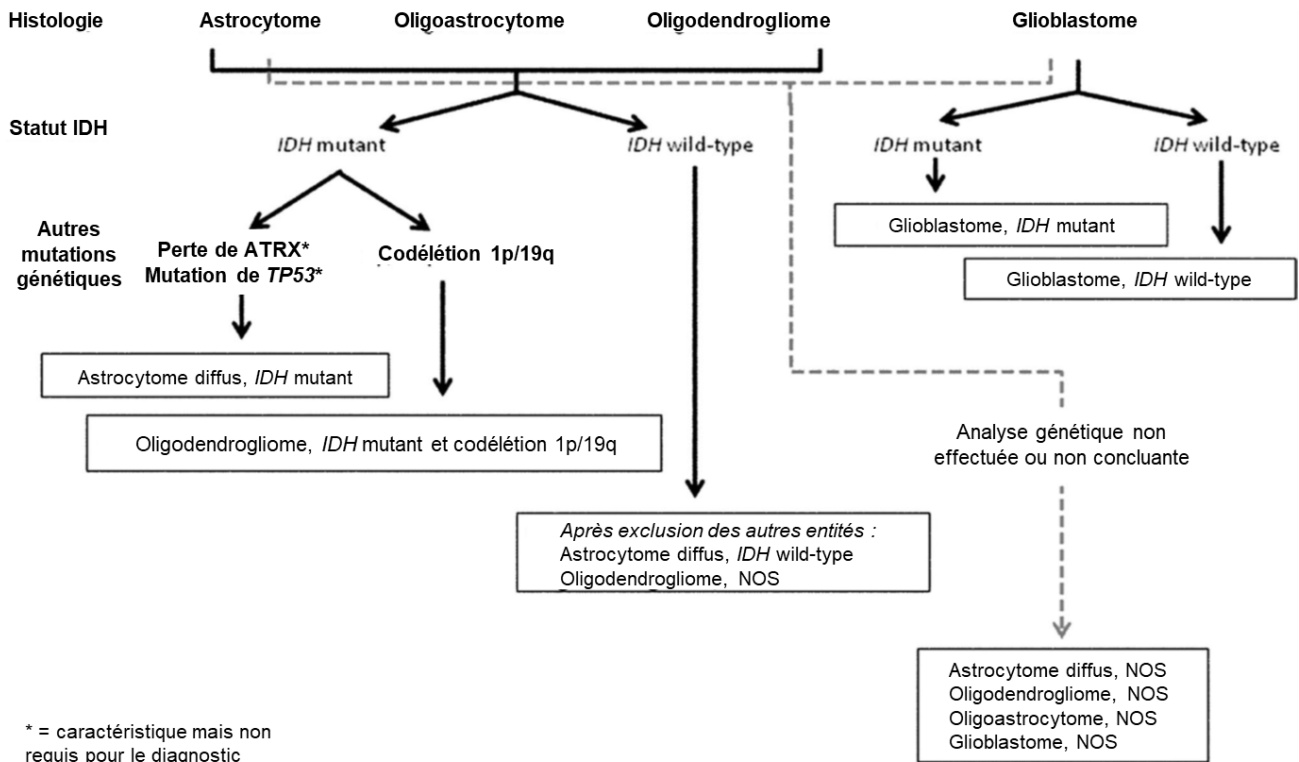 Histologie
Astrocytome
Oligoastrocytome
Oligodendrogliome
Glioblastome
Statut IDH
IDH mutant
IDH wild-type
IDH mutant
IDH wild-type
Autres
mutations
génétiques
Perte de ATRX*
Mutation de TP53*
Codélétion 1p/19q
Glioblastome, IDH mutant
Glioblastome, IDH wild-type
Astrocytome diffus, IDH mutant
Oligodendrogliome, IDH mutant et codélétion 1p/19q
Analyse génétique non
effectuée ou non concluante
Après exclusion des autres entités :
Astrocytome diffus, IDH wild-type
Oligodendrogliome, NOS
Astrocytome diffus, NOS
Oligodendrogliome, NOS
Oligoastrocytome, NOS
Glioblastome, NOS
* = caractéristique mais non
requis pour le diagnostic